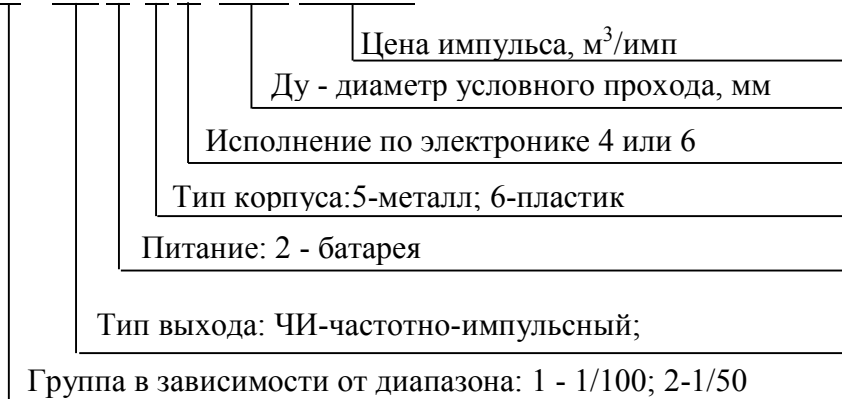 Цена импульса, м³/имп
Ду - диаметр условного прохода, мм
Исполнение по электронике 4 или 6
Тип корпуса:5-металл; 6-пластик
Питание: 2 - батарея
Тип выхода: ЧИ-частотно-импульсный;
Группа в зависимости от диапазона: 1 - 1/100; 2-1/50